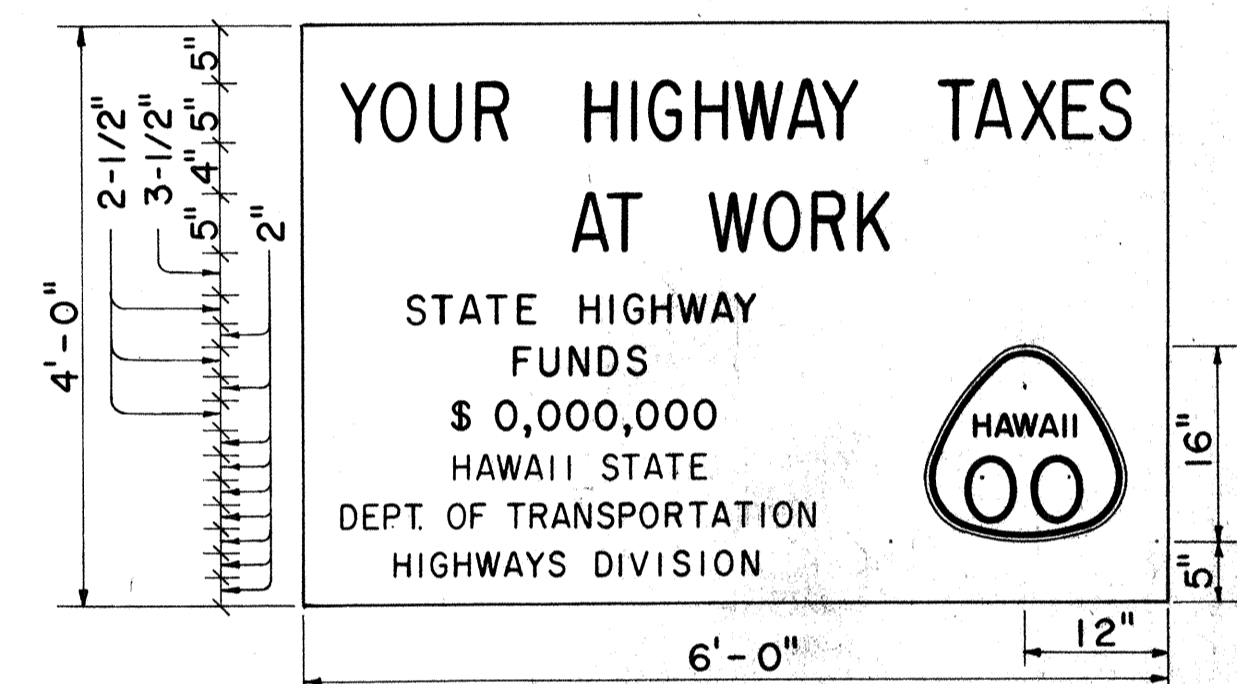 YOUR HIGHWAY TAXES
AT WORK
STATE HIGHWAY
FUNDS
$ 0,000,000
HAWAII STATE
DEPT. OF TRANSPORTATION
HIGHWAYS DIVISION
HAWAII
00
4'-0"
2-1/2"
3-1/2"
5"
5"
4"
5"
2"
16"
5"
12"
6'-0"